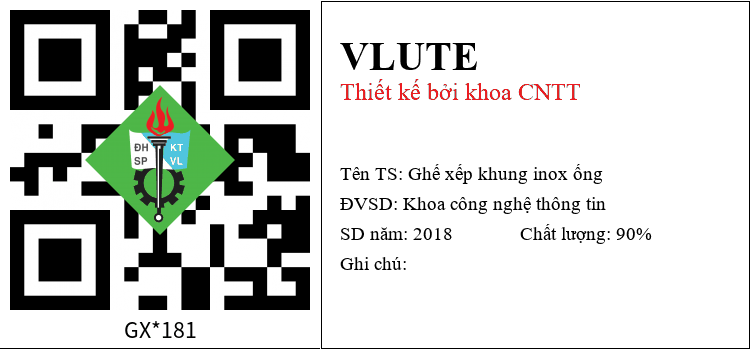 ĐH KT
SP VL
GX*181
VLUTE
Thiết kế bởi khoa CNTT
Tên TS: Ghế xếp khung inox ống
ĐVSD: Khoa công nghệ thông tin
SD năm: 2018 Chất lượng: 90%
Ghi chú: